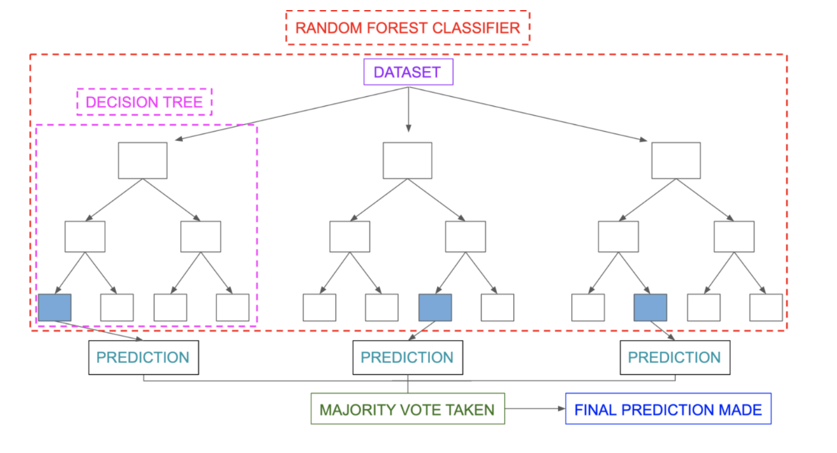 RANDOM FOREST CLASSIFIER
DATASET
DECISION TREE
PREDICTION
PREDICTION
PREDICTION
MAJORITY VOTE TAKEN
FINAL PREDICTION MADE